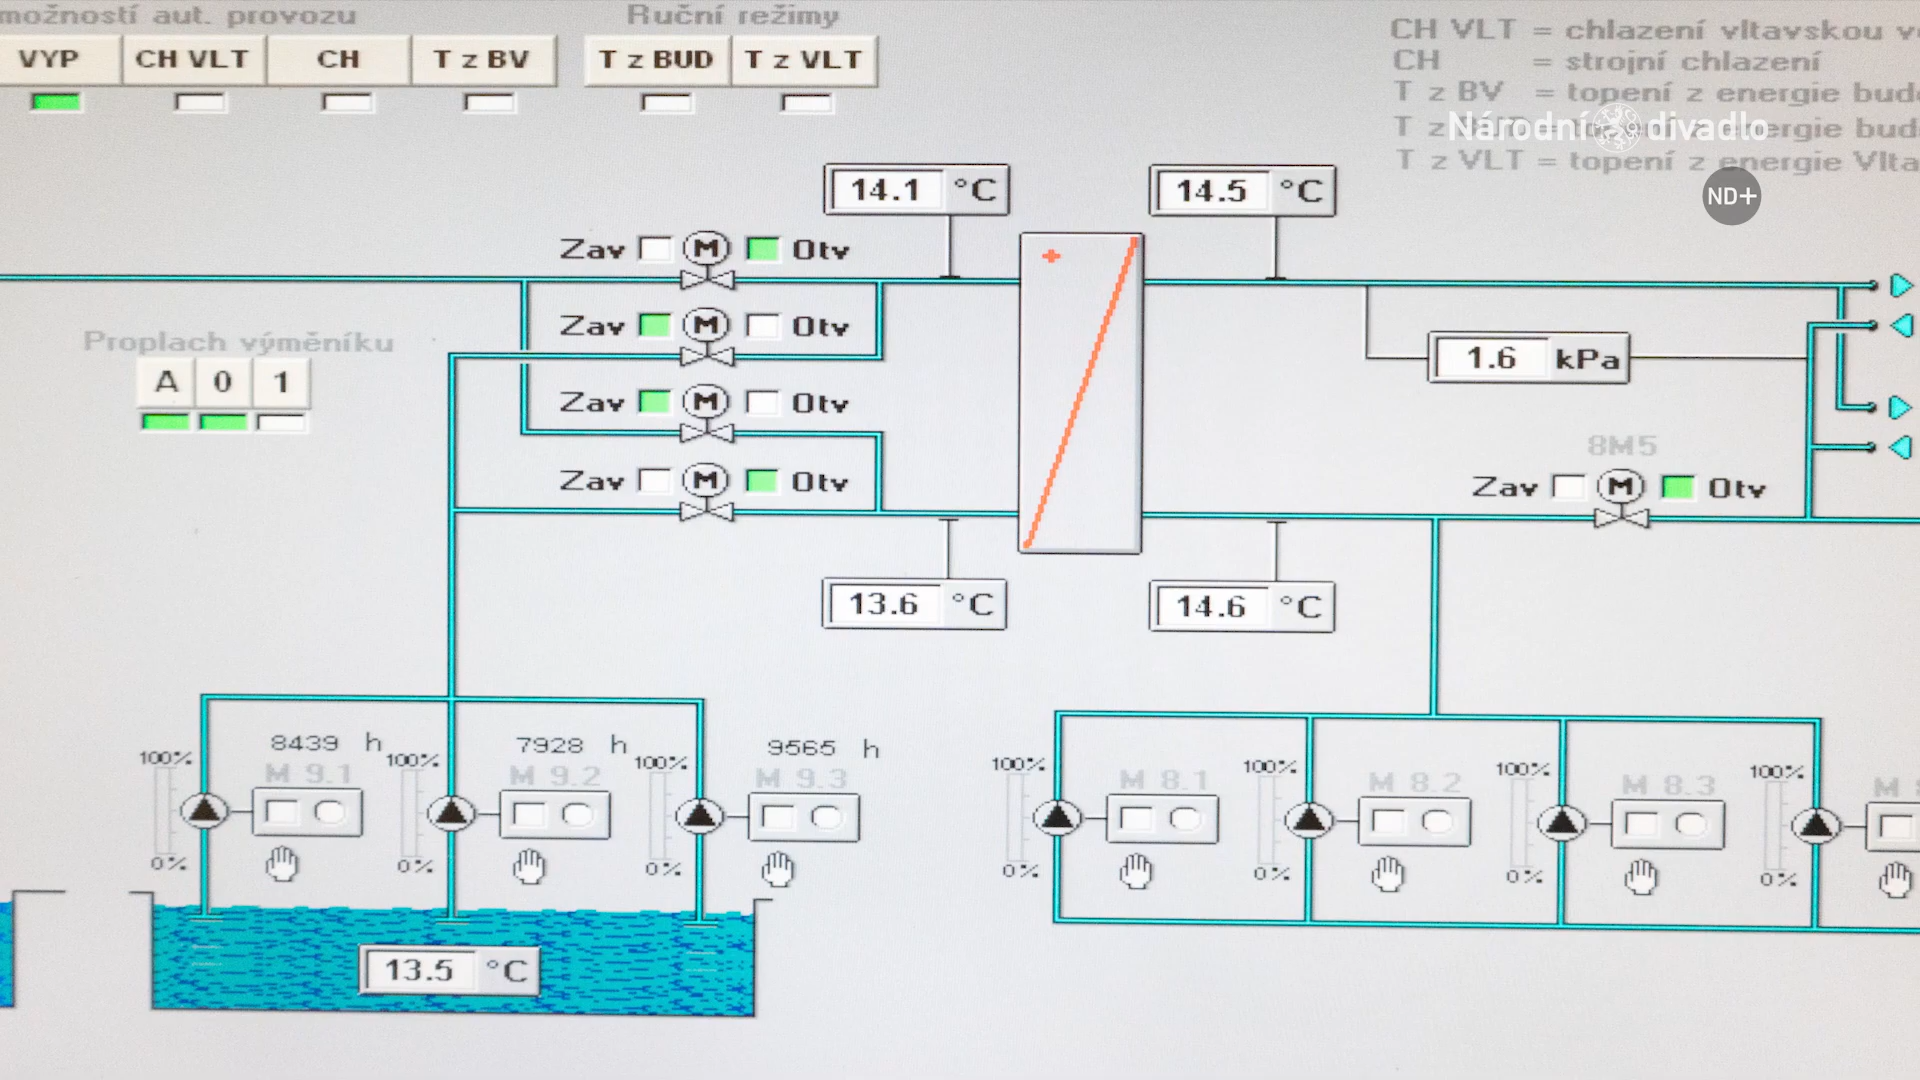 možností aut. provozu
Ruční režimy
VYP CH VLT CH T z BV T z BUD T z VLT
CH VLT = chlazení vltavskou
CH = strojní chlazení
T z BV = topení z energie
T z
T z VLT = topení z energie
Národní divadlo
ND+
14.1 °C
14.5 °C
Zav M Otv
Zav M Otv
Zav M Otv
Zav M Otv
Proplach výměníku
A 0 1
1.6 kPa
8M5
Zav M Otv
13.6 °C
14.6 °C
8439 h
7928 h
9565 h
100% M 9.1 0%
100% M 9.2 0%
100% M 9.3 0%
100% M 8.1 0%
100% M 8.2 0%
100% M 8.3 0%
100% M 0%
13.5 °C